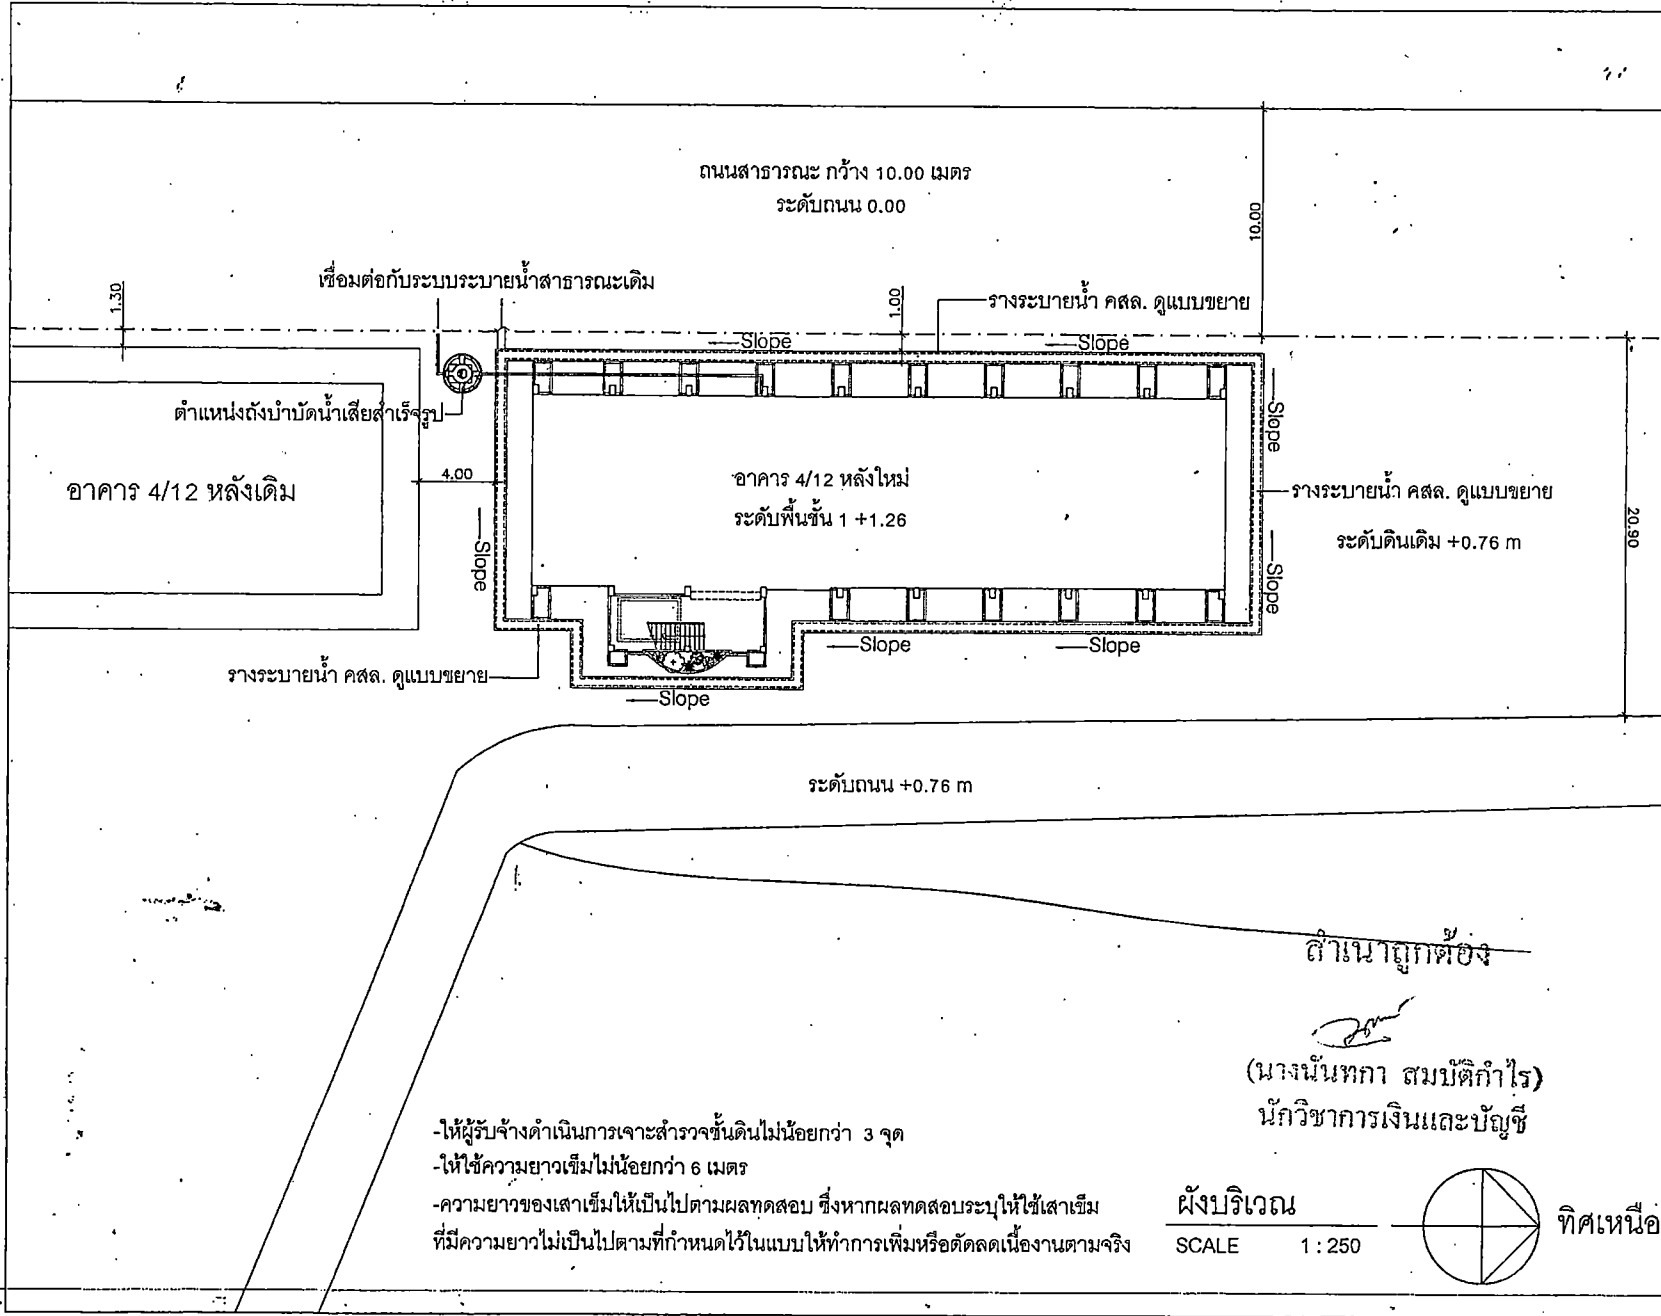 ถนนสาธารณะ กว้าง 10.00 เมตร
ระดับถนน 0.00
10.00
เชื่อมต่อกับระบบระบายน้ำสาธารณะเดิม
1.30
1.00
รางระบายน้ำ คสล. ดูแบบขยาย
Slope
Slope
ตำแหน่งถังบำบัดน้ำเสียสำเร็จรูป
Slope
4.00
อาคาร 4/12 หลังเดิม
อาคาร 4/12 หลังใหม่
ระดับพื้นชั้น 1 +1.26
รางระบายน้ำ คสล. ดูแบบขยาย
ระดับดินเดิม +0.76 m
20.90
Slope
Slope
Slope
Slope
รางระบายน้ำ คสล. ดูแบบขยาย
Slope
ระดับถนน +0.76 m
สำเนาถูกต้อง
(นางนันทกา สมบัติกำไร)
นักวิชาการเงินและบัญชี
-ให้ผู้รับจ้างดำเนินการเจาะสำรวจชั้นดินไม่น้อยกว่า 3 จุด
-ให้ใช้ความยาวเข็มไม่น้อยกว่า 6 เมตร
-ความยาวของเสาเข็มให้เป็นไปตามผลทดสอบ ซึ่งหากผลทดสอบระบุให้ใช้เสาเข็ม
ที่มีความยาวไม่เป็นไปตามที่กำหนดไว้ในแบบให้ทำการเพิ่มหรือตัดลดเนื้องานตามจริง
ผังบริเวณ
SCALE 1 : 250
ทิศเหนือ